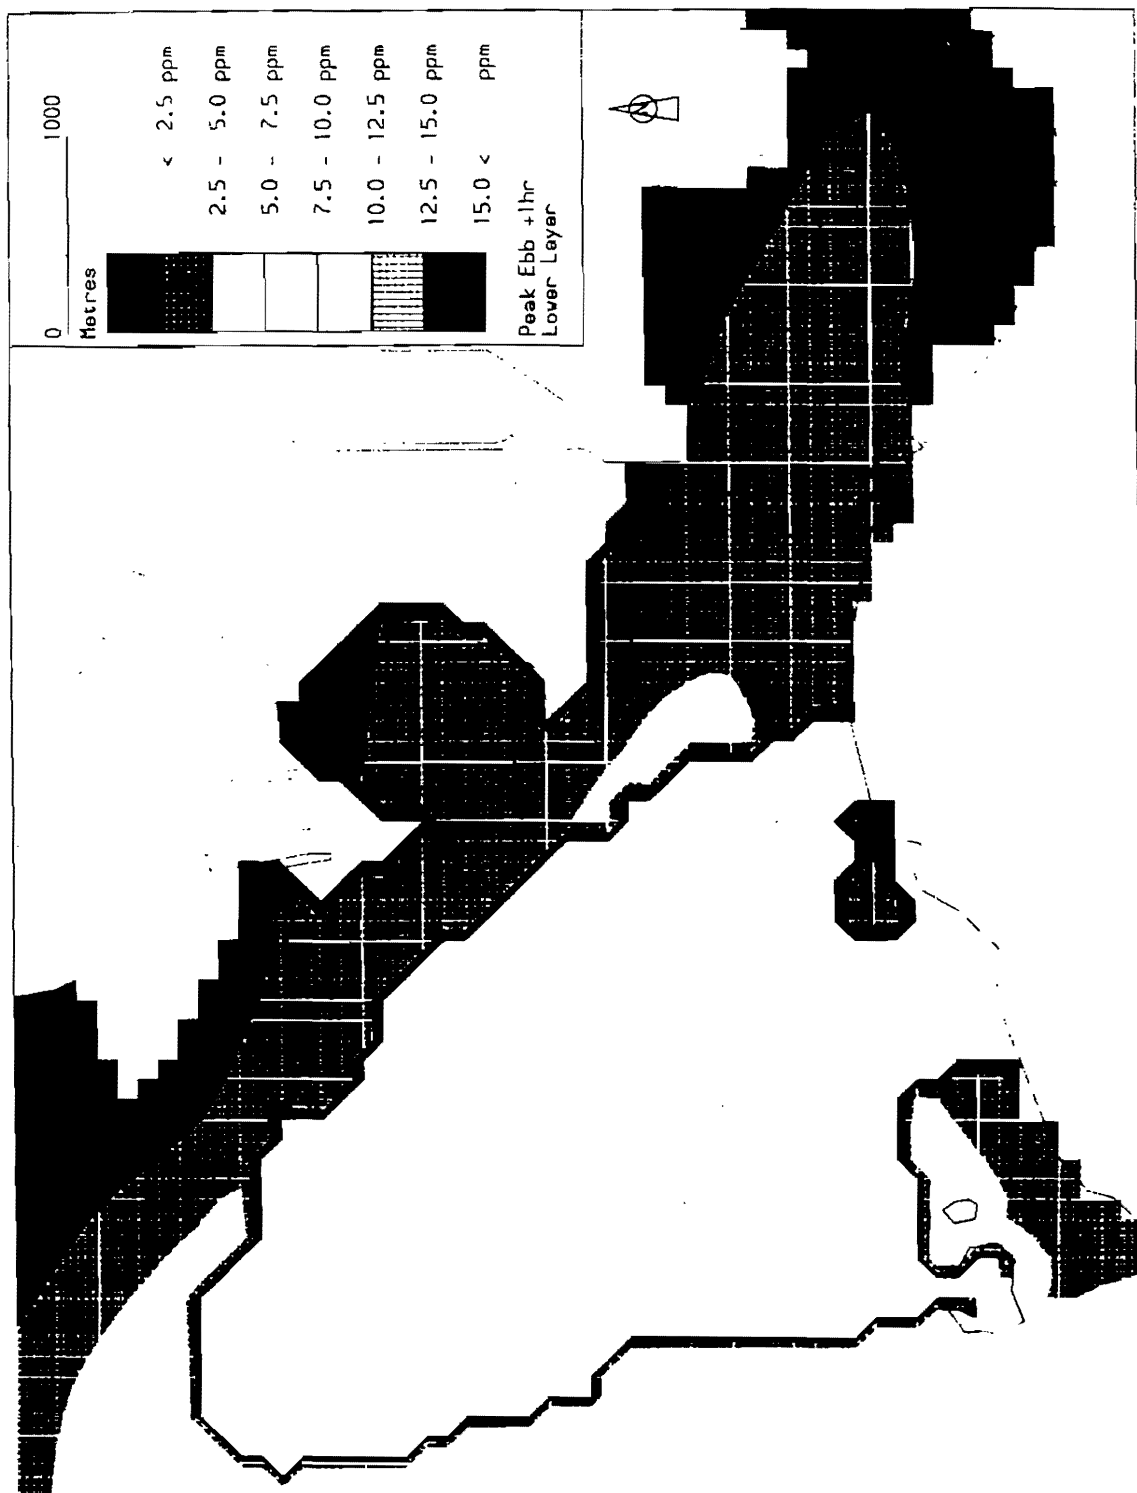 0 1000
Metres
< 2.5 ppm
2.5 - 5.0 ppm
5.0 - 7.5 ppm
7.5 - 10.0 ppm
10.0 - 12.5 ppm
12.5 - 15.0 ppm
15.0 < ppm
Peak Ebb +1hr
Lower Layer
N